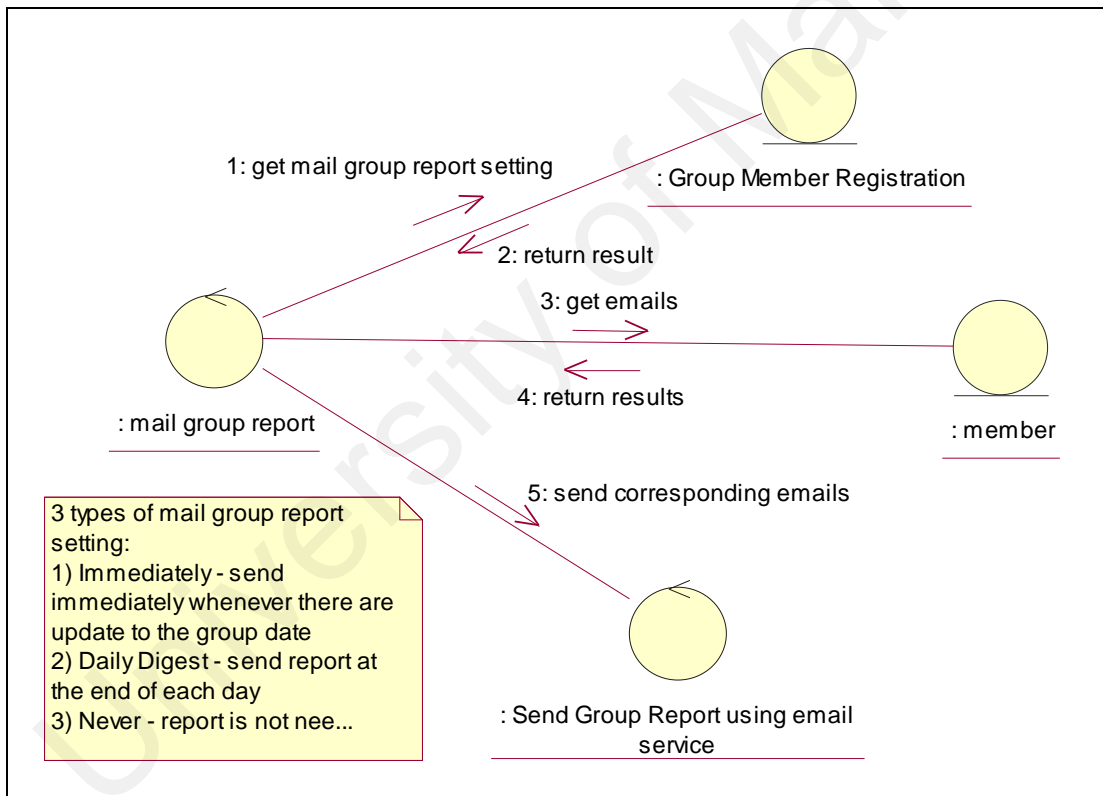 1: get mail group report setting
: Group Member Registration
2: return result
3: get emails
4: return results
: mail group report
: member
5: send corresponding emails
3 types of mail group report
setting:
1) Immediately - send
immediately whenever there are
update to the group date
2) Daily Digest - send report at
the end of each day
3) Never - report is not nee...
: Send Group Report using email
service
University of Ma